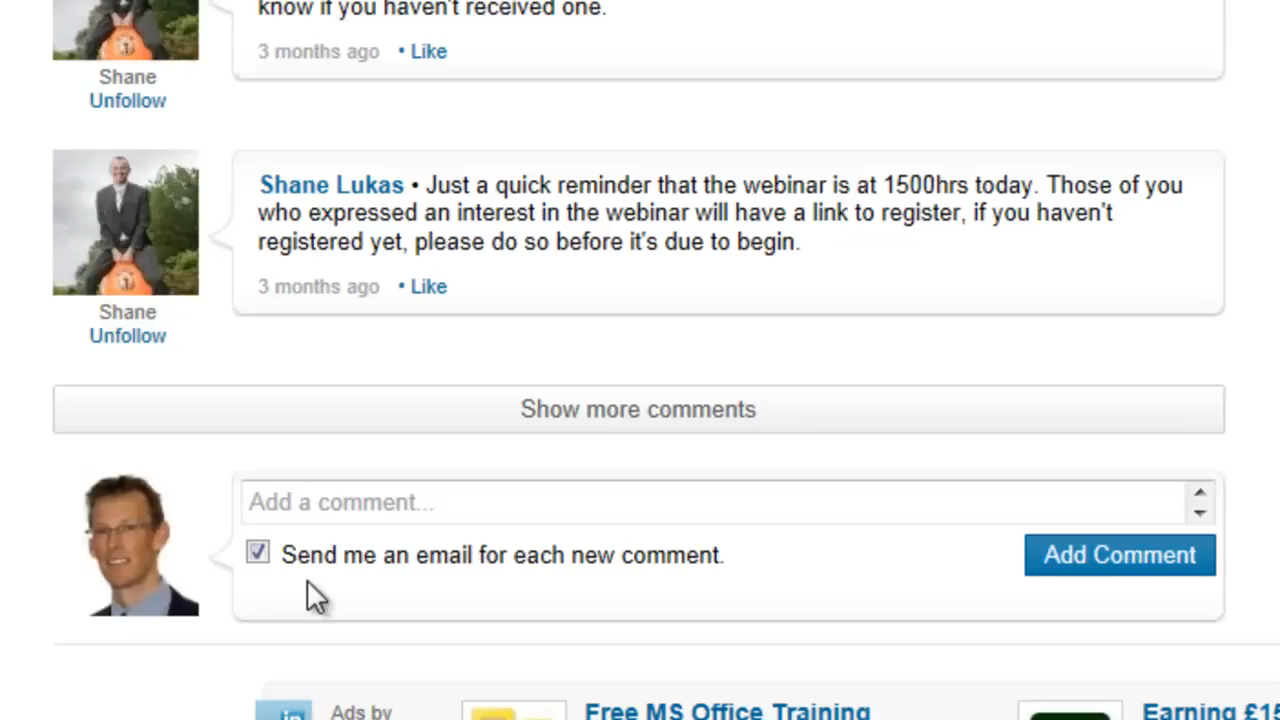 know if you haven't received one.
3 months ago • Like
Shane
Unfollow
Shane Lukas • Just a quick reminder that the webinar is at 1500hrs today. Those of you
who expressed an interest in the webinar will have a link to register, if you haven't
registered yet, please do so before it's due to begin.
3 months ago • Like
Shane
Unfollow
Show more comments
Add a comment...
Send me an email for each new comment.
Add Comment
in Ads by
Free MS Office Training
Earning £15